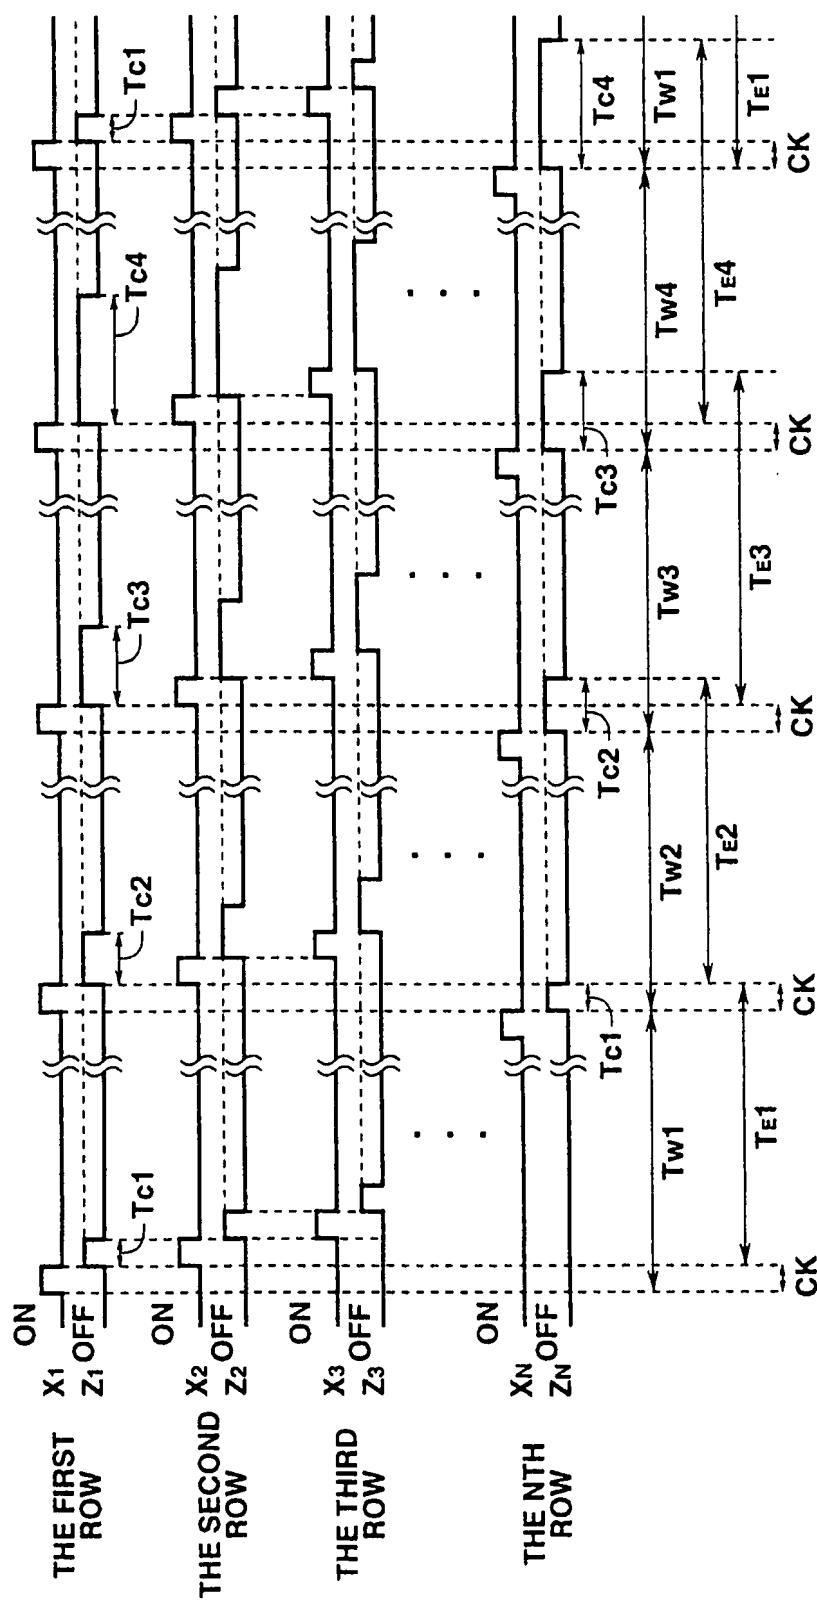 THE FIRST
ROW
X1
Z1
ON
OFF
Tc1
Tc2
Tc3
Tc4
Tc1
THE SECOND
ROW
X2
Z2
ON
OFF
THE THIRD
ROW
X3
Z3
ON
OFF
. . .
. . .
. . .
. . .
THE NTH
ROW
XN
ZN
ON
OFF
Tc1
Tc2
Tc3
Tc4
TW1
TW2
TW3
TW4
TW1
TE2
TE4
TE1
TE3
TE1
CK
CK
CK
CK
CK